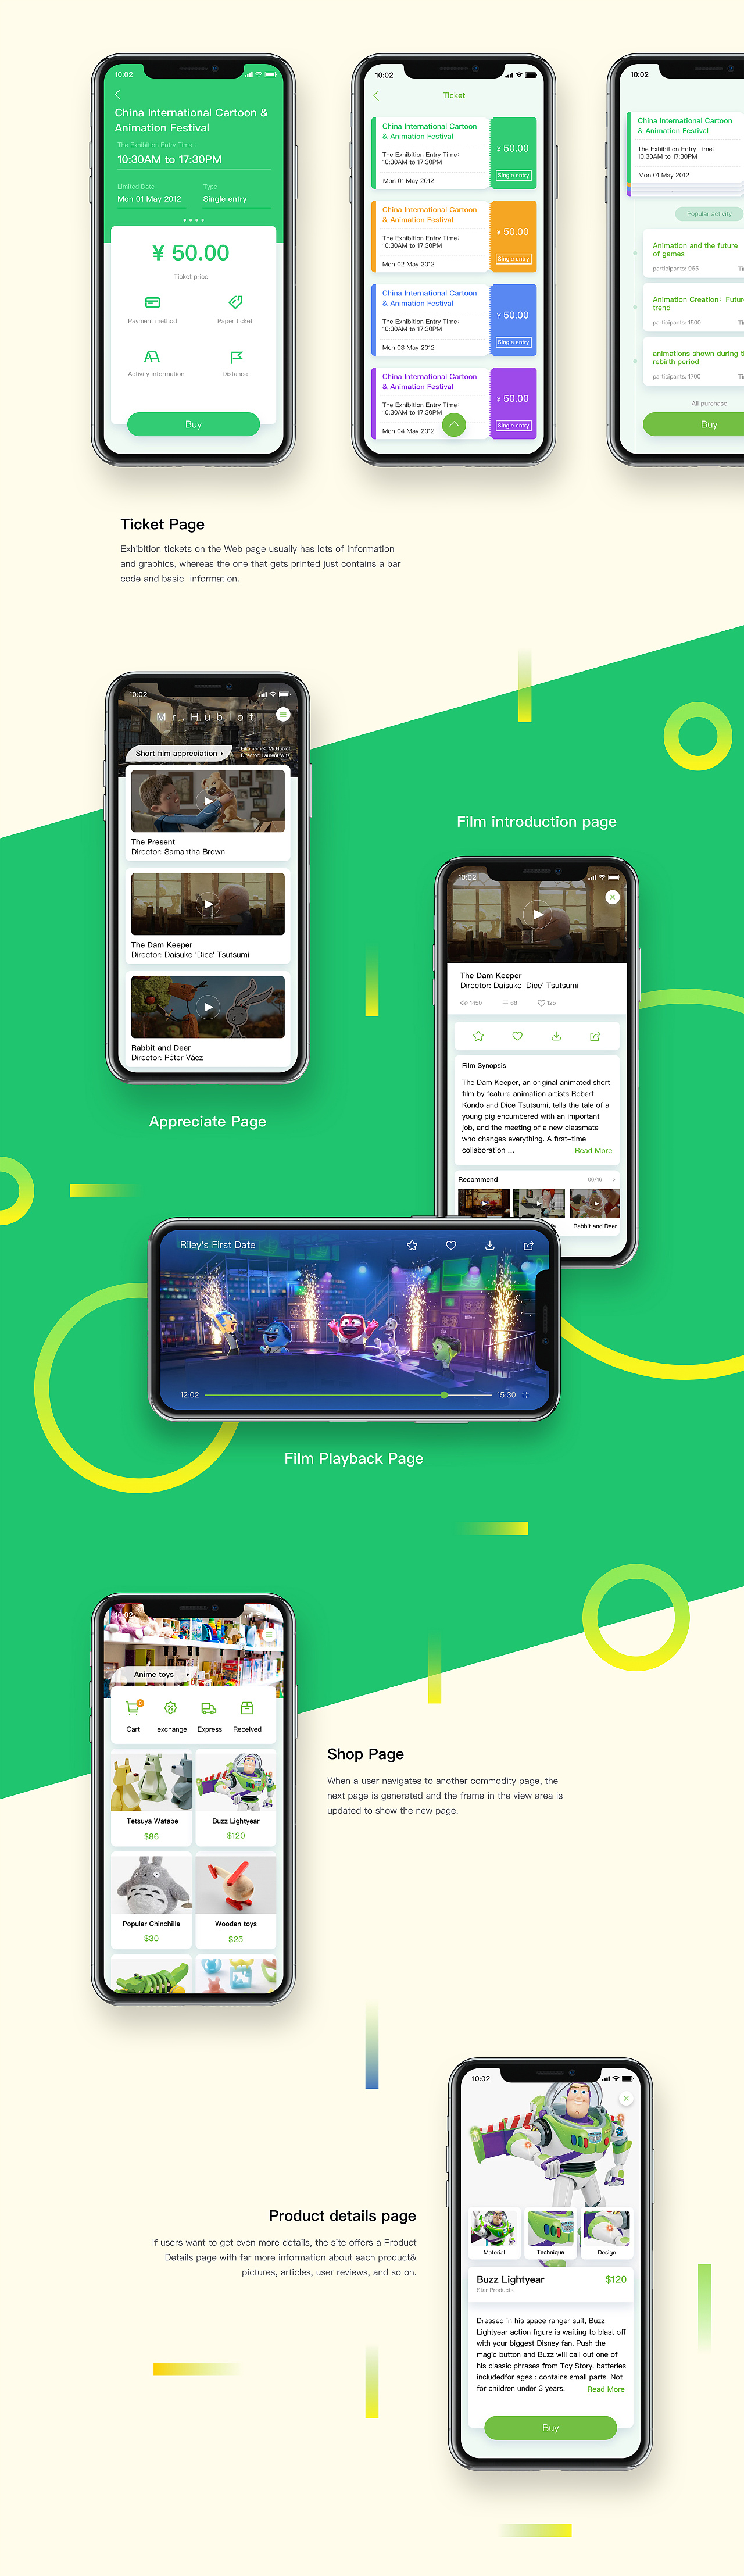 10:02
China International Cartoon &
Animation Festival
The Exhibition Entry Time :
10:30AM to 17:30PM
Limited Date
Type
Mon 01 May 2012
Single entry
¥ 50.00
Ticket price
Payment method
Paper ticket
Activity information
Distance
Buy
10:02
Ticket
China International Cartoon
& Animation Festival
The Exhibition Entry Time:
10:30AM to 17:30PM
Mon 01 May 2012
¥ 50.00
Single entry
China International Cartoon
& Animation Festival
The Exhibition Entry Time:
10:30AM to 17:30PM
Mon 02 May 2012
¥ 50.00
Single entry
China International Cartoon
& Animation Festival
The Exhibition Entry Time:
10:30AM to 17:30PM
Mon 03 May 2012
¥ 50.00
Single entry
China International Cartoon
& Animation Festival
The Exhibition Entry Time:
10:30AM to 17:30PM
Mon 04 May 2012
¥ 50.00
Single entry
10:02
China International Cartoon
& Animation Festival
The Exhibition Entry Time:
10:30AM to 17:30PM
Mon 01 May 2012
Popular activity
Animation and the future
of games
participants: 965
Animation Creation: Futur
trend
participants: 1500
animations shown during t
rebirth period
participants: 1700
All purchase
Buy
Ticket Page
Exhibition tickets on the Web page usually has lots of information
and graphics, whereas the one that gets printed just contains a bar
code and basic information.
10:02
Mr Hublot
Short film appreciation
Film name: Mr.Hublot
Director: Laurent Witz
The Present
Director: Samantha Brown
The Dam Keeper
Director: Daisuke 'Dice' Tsutsumi
Rabbit and Deer
Director: Péter Vácz
Appreciate Page
Film introduction page
10:02
The Dam Keeper
Director: Daisuke 'Dice' Tsutsumi
1450
66
125
Film Synopsis
The Dam Keeper, an original animated short
film by feature animation artists Robert
Kondo and Dice Tsutsumi, tells the tale of a
young pig encumbered with an important
job, and the meeting of a new classmate
who changes everything. A first-time
collaboration ...
Read More
Recommend
06/16
Rabbit and Deer
Riley's First Date
12:02
15:30
Film Playback Page
10:02
Anime toys
Cart
exchange
Express
Received
Tetsuya Watabe
$86
Buzz Lightyear
$120
Popular Chinchilla
$30
Wooden toys
$25
Shop Page
When a user navigates to another commodity page, the
next page is generated and the frame in the view area is
updated to show the new page.
Product details page
If users want to get even more details, the site offers a Product
Details page with far more information about each product&
pictures, articles, user reviews, and so on.
10:02
Material
Technique
Design
Buzz Lightyear
$120
Star Products
Dressed in his space ranger suit, Buzz
Lightyear action figure is waiting to blast off
with your biggest Disney fan. Push the
magic button and Buzz will call out one of
his classic phrases from Toy Story. batteries
includedfor ages : contains small parts. Not
for children under 3 years.
Read More
Buy